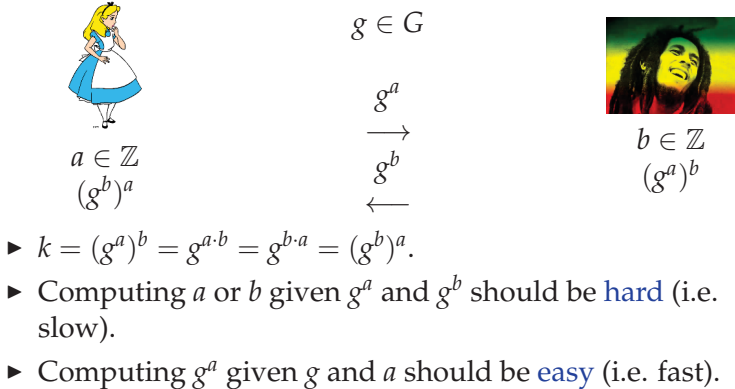 g ∈ G
g^a
→
g^b
←
a ∈ ℤ
(g^b)^a
b ∈ ℤ
(g^a)^b
► k = (g^a)^b = g^{a·b} = g^{b·a} = (g^b)^a.
► Computing a or b given g^a and g^b should be hard (i.e.
slow).
► Computing g^a given g and a should be easy (i.e. fast).